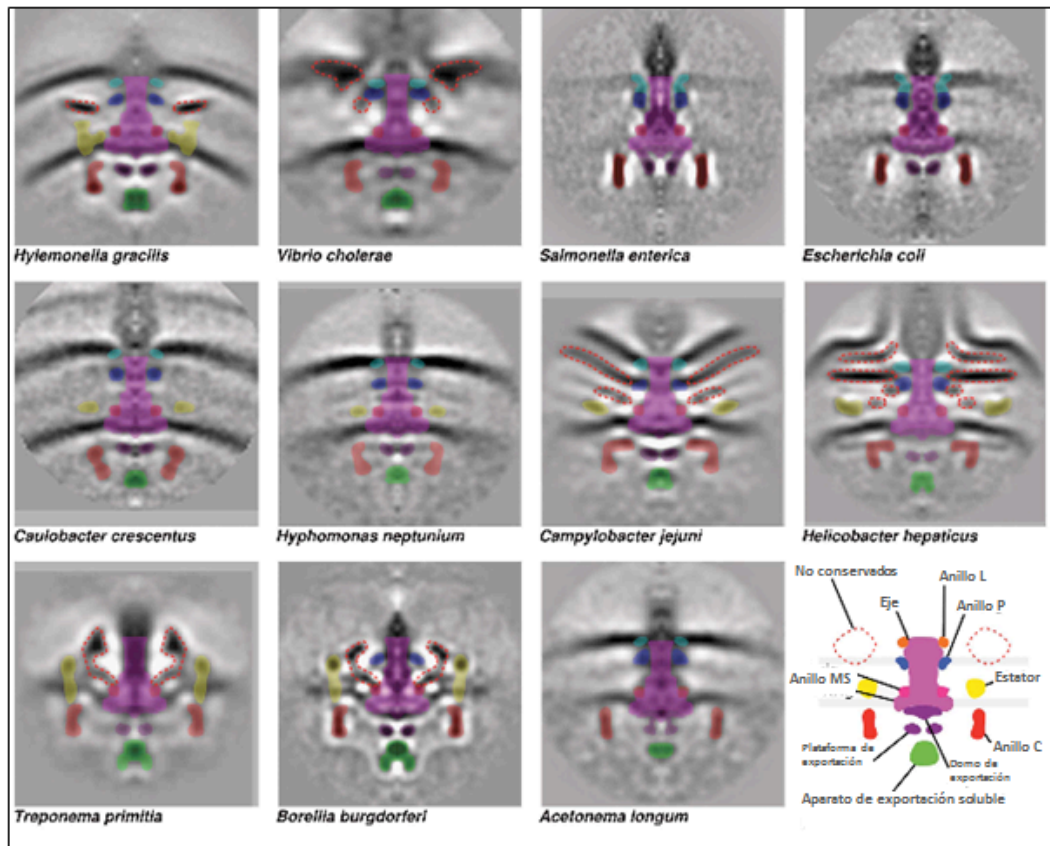 Hylemonella gracilis
Vibrio cholerae
Salmonella enterica
Escherichia coli
Caulobacter crescentus
Hyphomonas neptunium
Campylobacter jejuni
Helicobacter hepaticus
No conservados
Anillo L
Eje
Anillo P
Anillo MS
Estator
Anillo C
Plataforma de
exportación
Domo de
exportación
Aparato de exportación soluble
Treponema primitia
Borellia burgdorferi
Acetonema longum